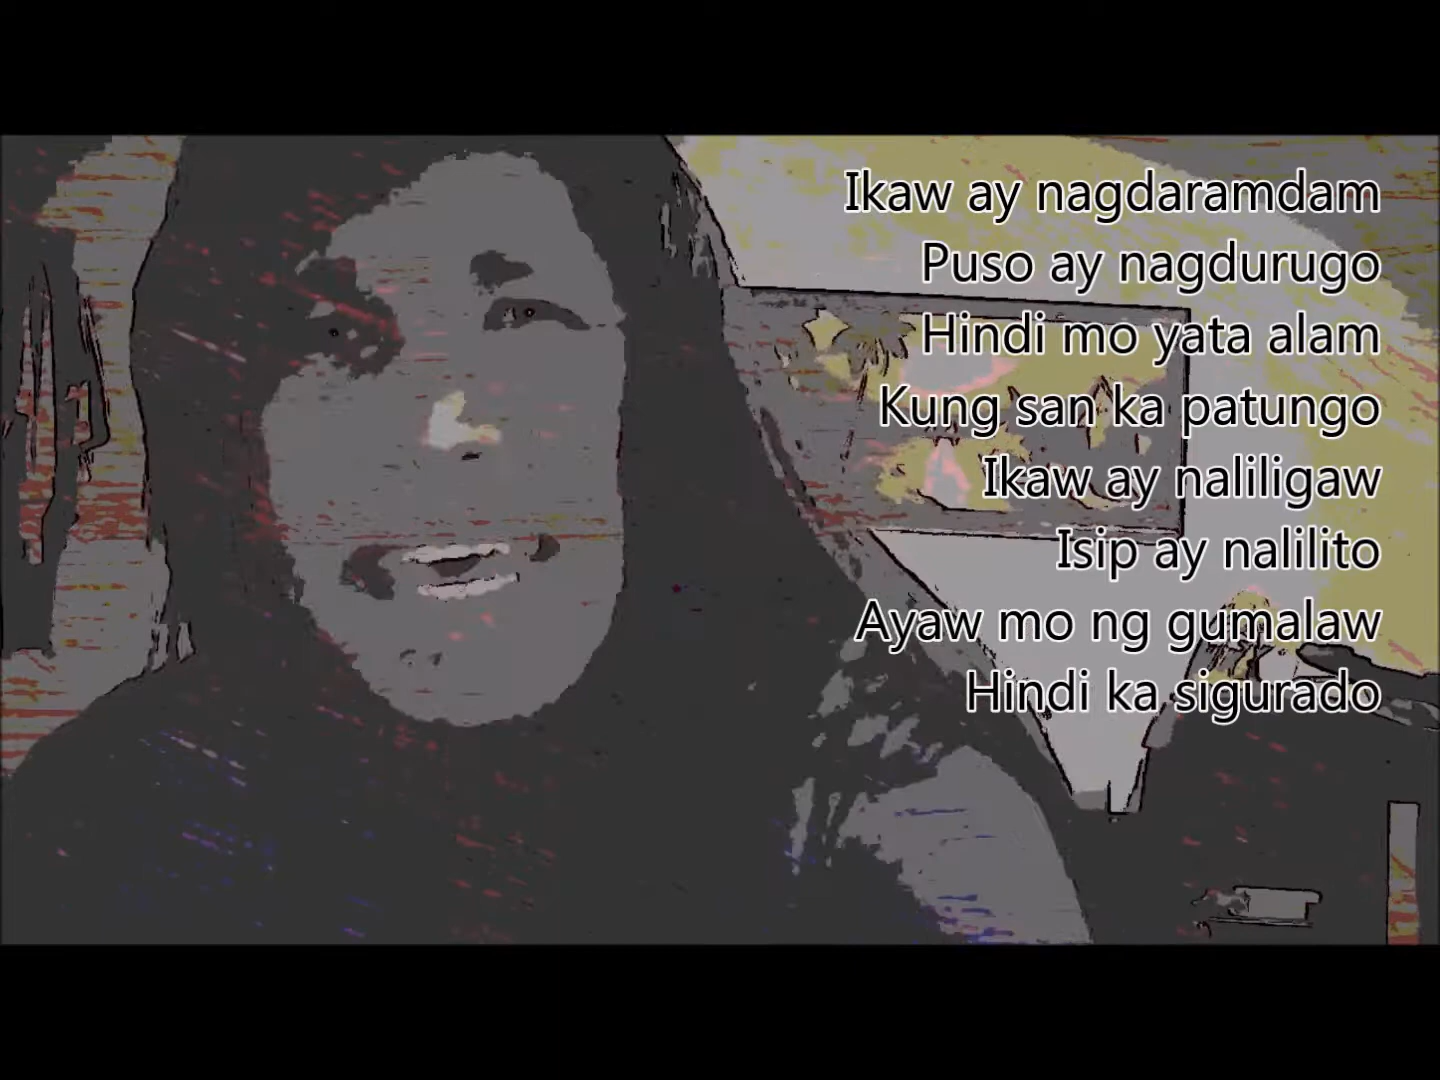 Ikaw ay nagdaramdam
Puso ay nagdurugo
Hindi mo yata alam
Kung san ka patungo
Ikaw ay naliligaw
Isip ay nalilito
Ayaw mo ng gumalaw
Hindi ka sigurado